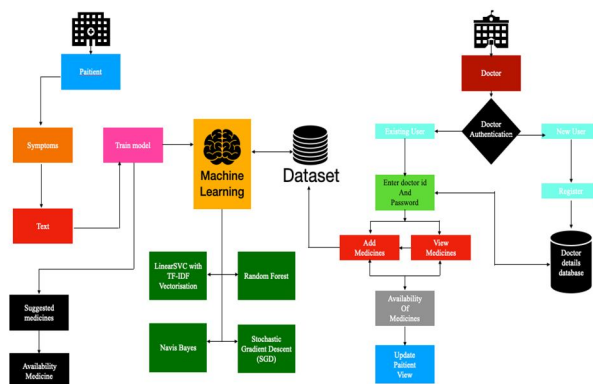 Paitient
Doctor
Symptoms
Train model
Machine
Learning
Dataset
Existing User
Doctor
Authentication
New User
Text
Enter doctor id
And
Password
Register
Add
Medicines
View
Medicines
Doctor
details
database
LinearSVC with
TF-IDF
Vectorisation
Random Forest
Suggested
medicines
Availability
Of
Medicines
Navis Bayes
Stochastic
Gradient Descent
(SGD)
Availability
Medicine
Update
Paitient
View